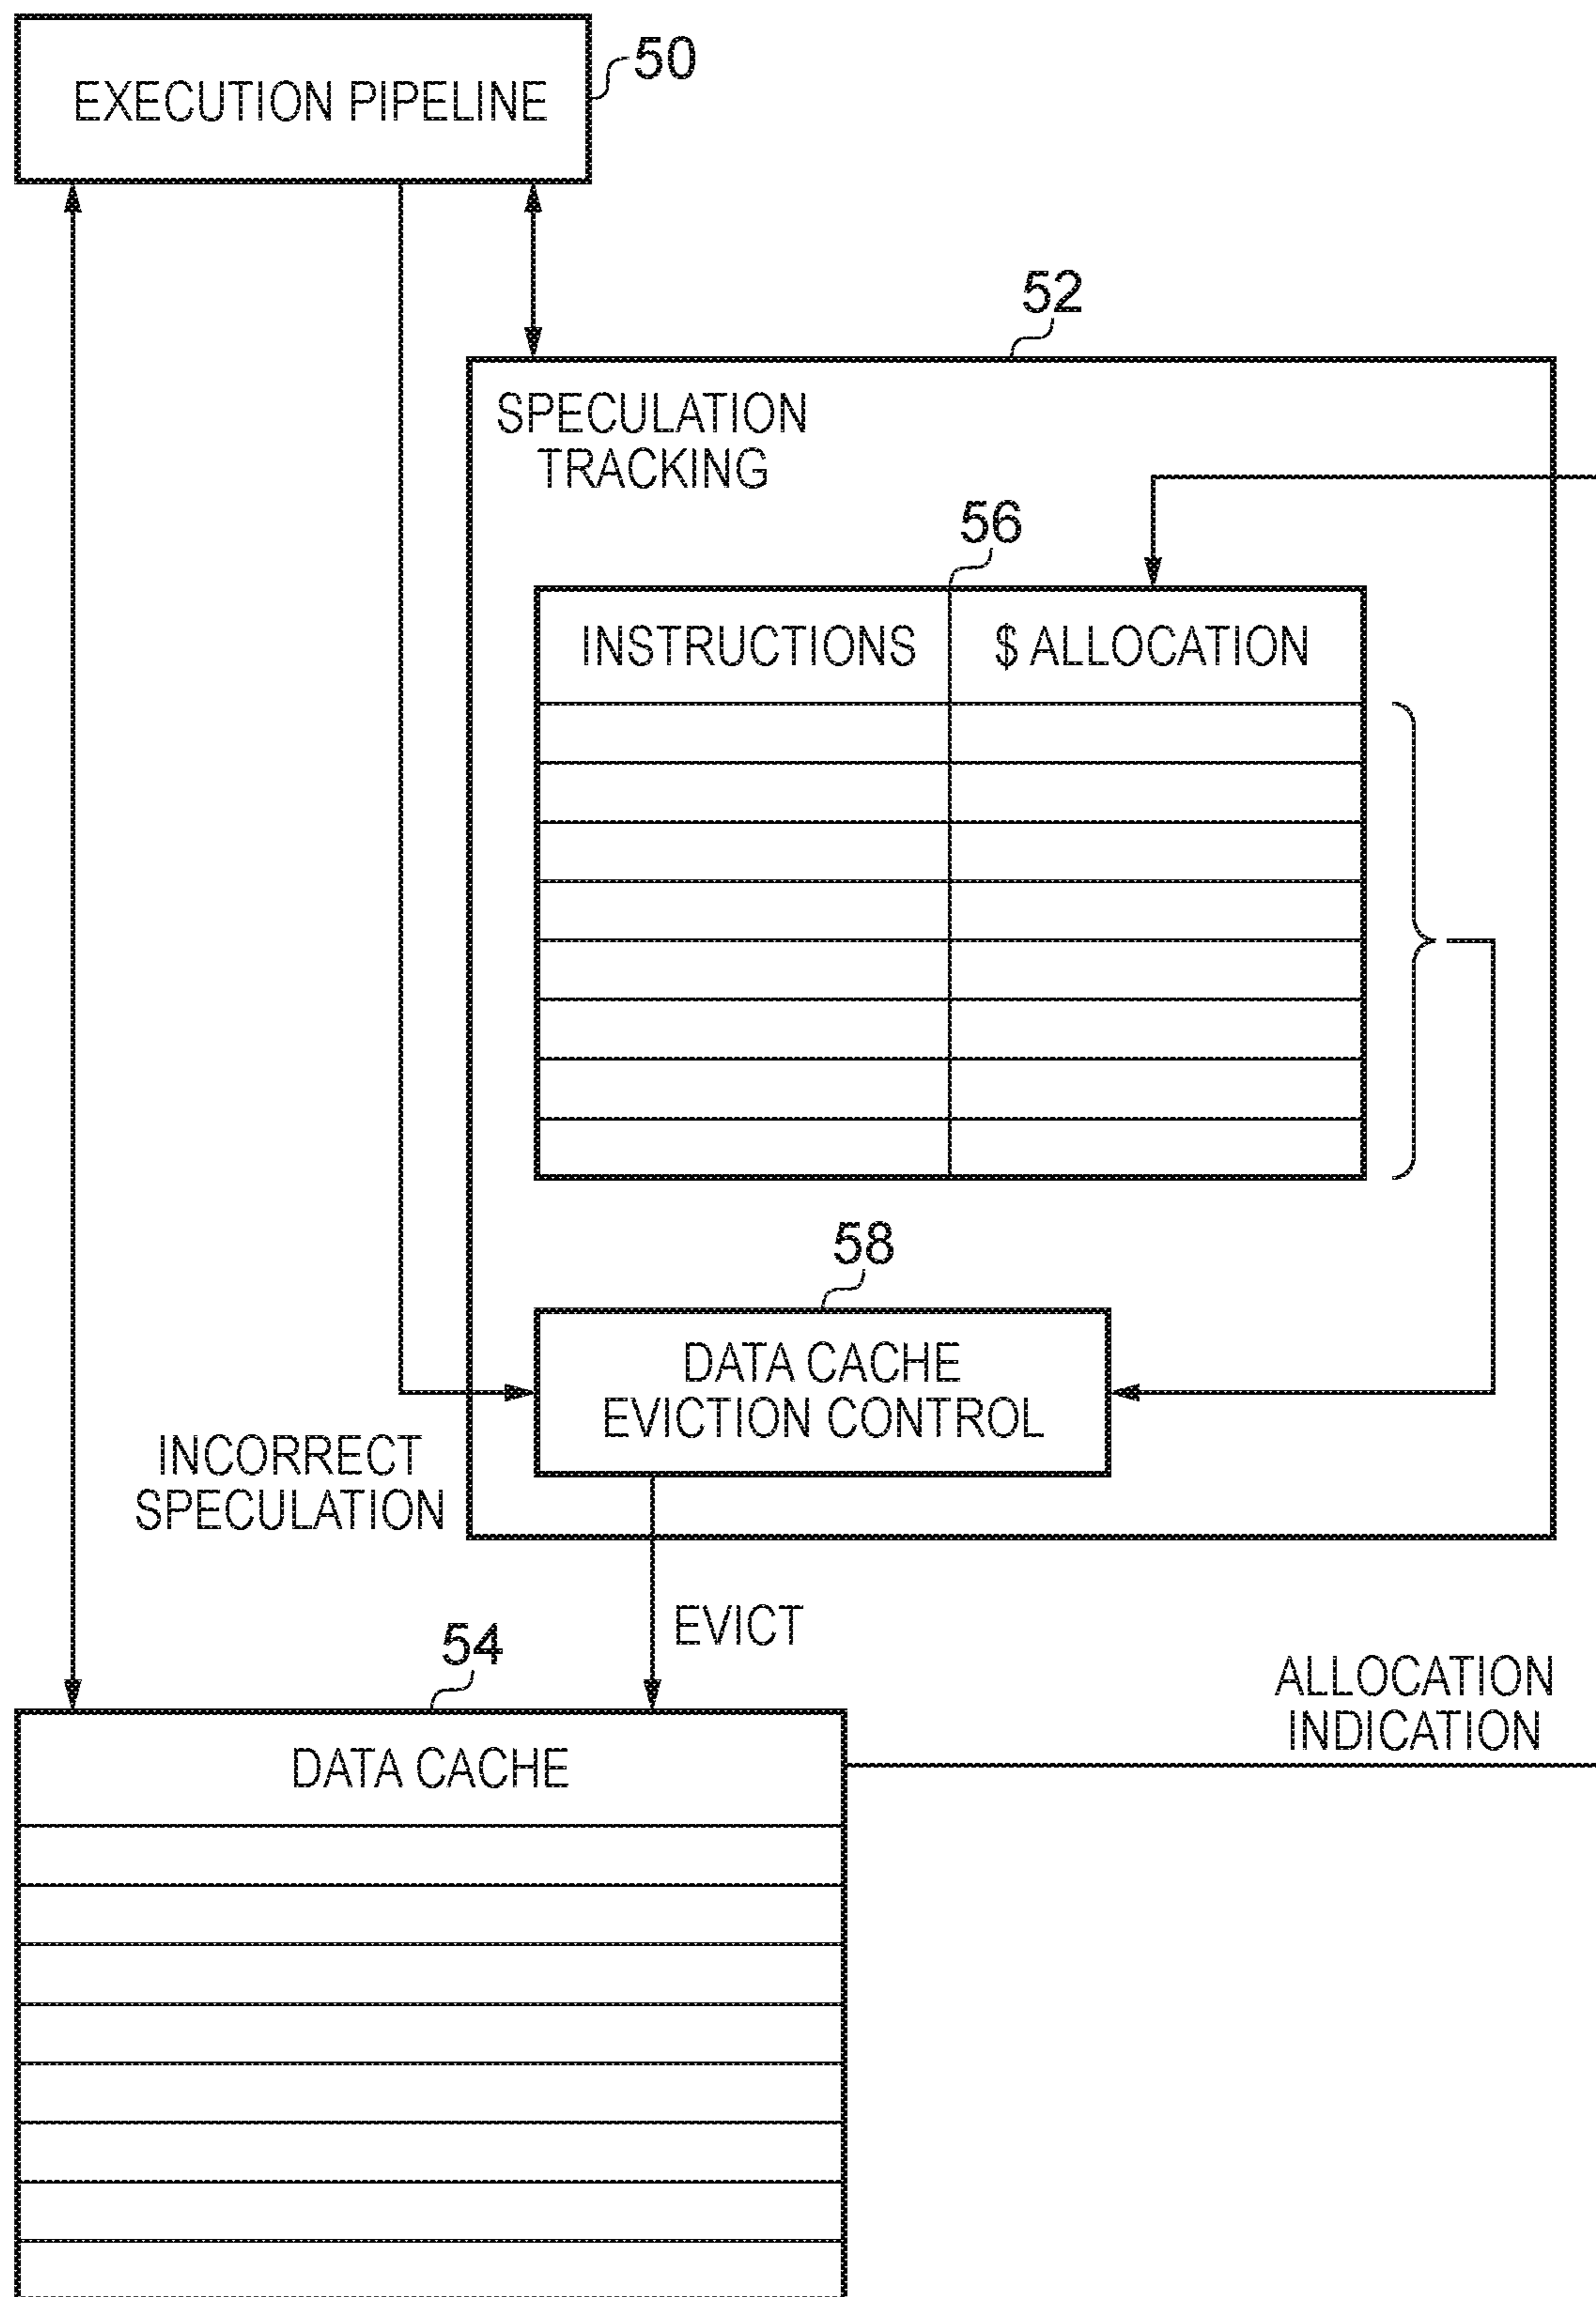 EXECUTION PIPELINE
50
52
SPECULATION
TRACKING
56
INSTRUCTIONS
$ ALLOCATION
58
DATA CACHE
EVICTION CONTROL
INCORRECT
SPECULATION
EVICT
54
ALLOCATION
INDICATION
DATA CACHE